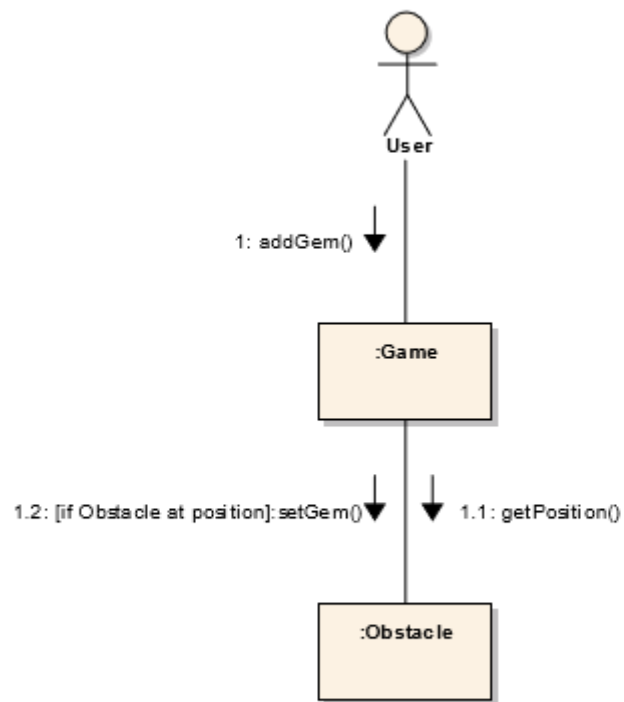 User
1: addGem()
:Game
1.2: [if Obstacle at position]:setGem()
1.1: getPosition()
:Obstacle